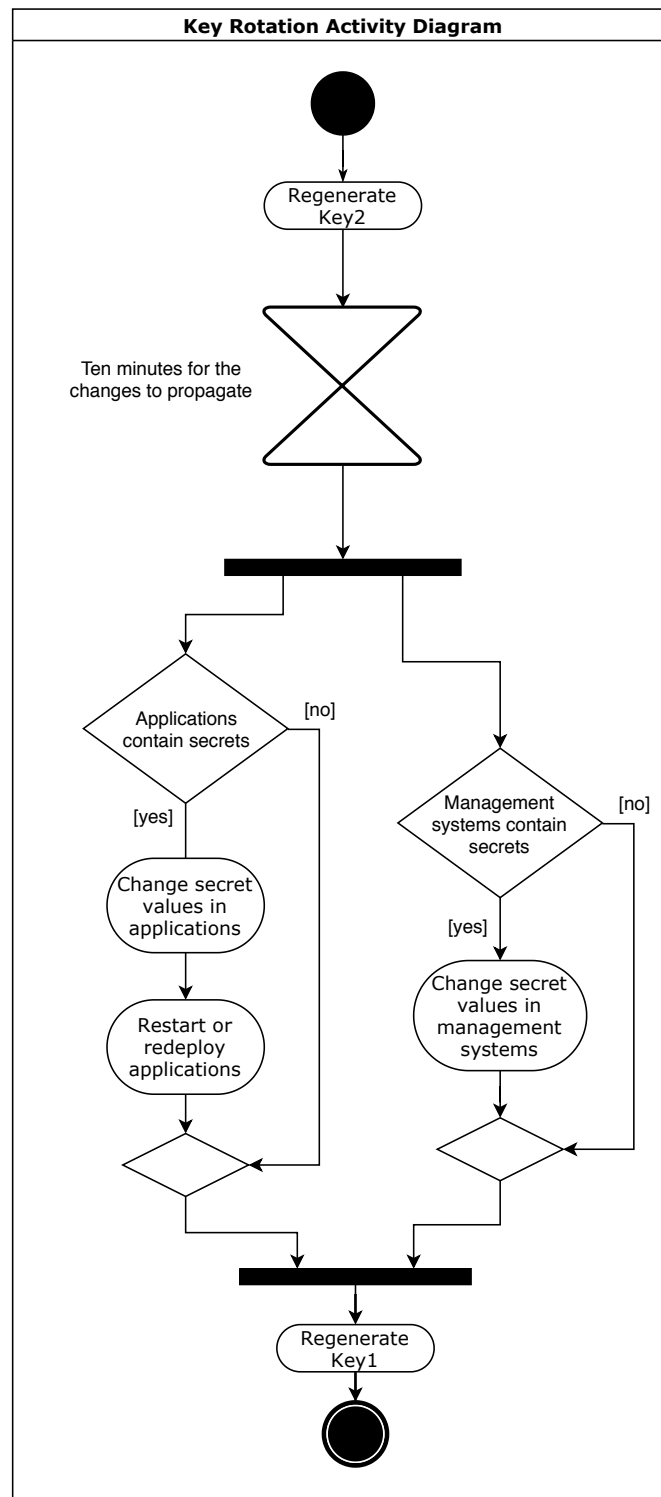 Key Rotation Activity Diagram
Regenerate
Key2
Ten minutes for the
changes to propagate
Applications
contain secrets
[no]
[yes]
Management
systems contain
secrets
[no]
[yes]
Change secret
values in
applications
Change secret
values in
management
systems
Restart or
redeploy
applications
Regenerate
Key1